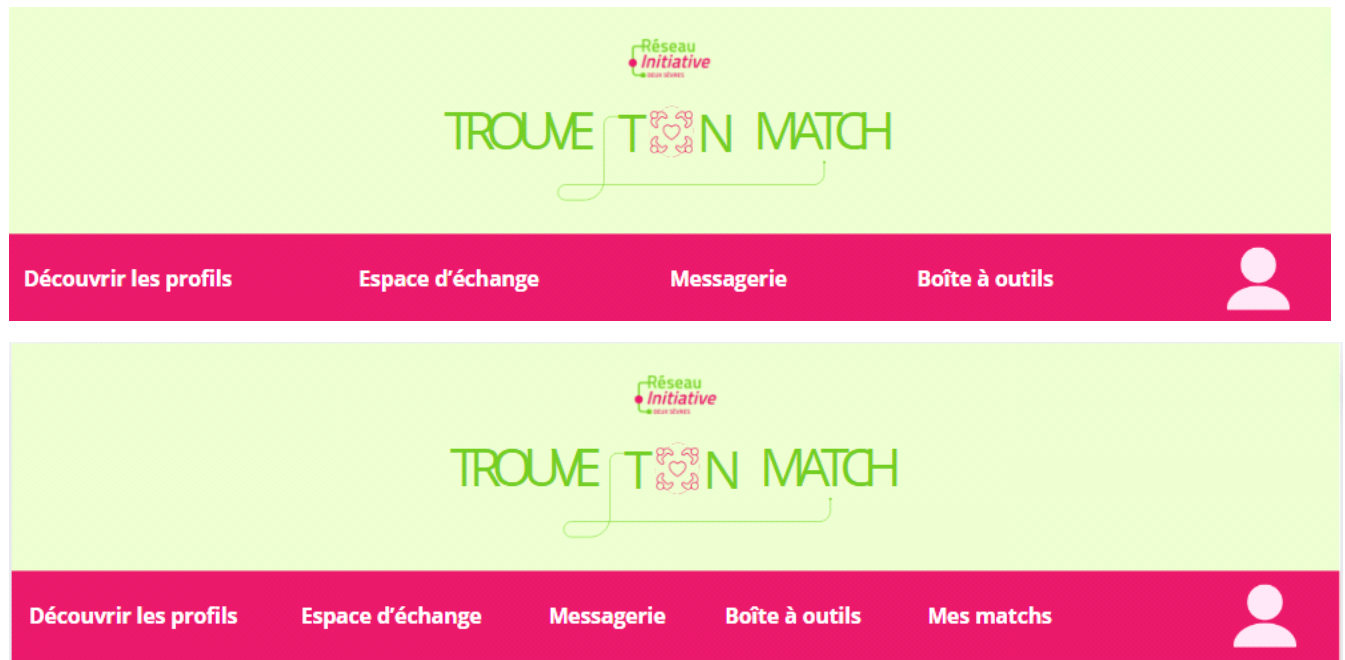 Réseau
Initiative
DEUX SÈVRES
TROUVE TON MATCH
Découvrir les profils Espace d’échange Messagerie Boîte à outils
Réseau
Initiative
DEUX SÈVRES
TROUVE TON MATCH
Découvrir les profils Espace d’échange Messagerie Boîte à outils Mes matchs